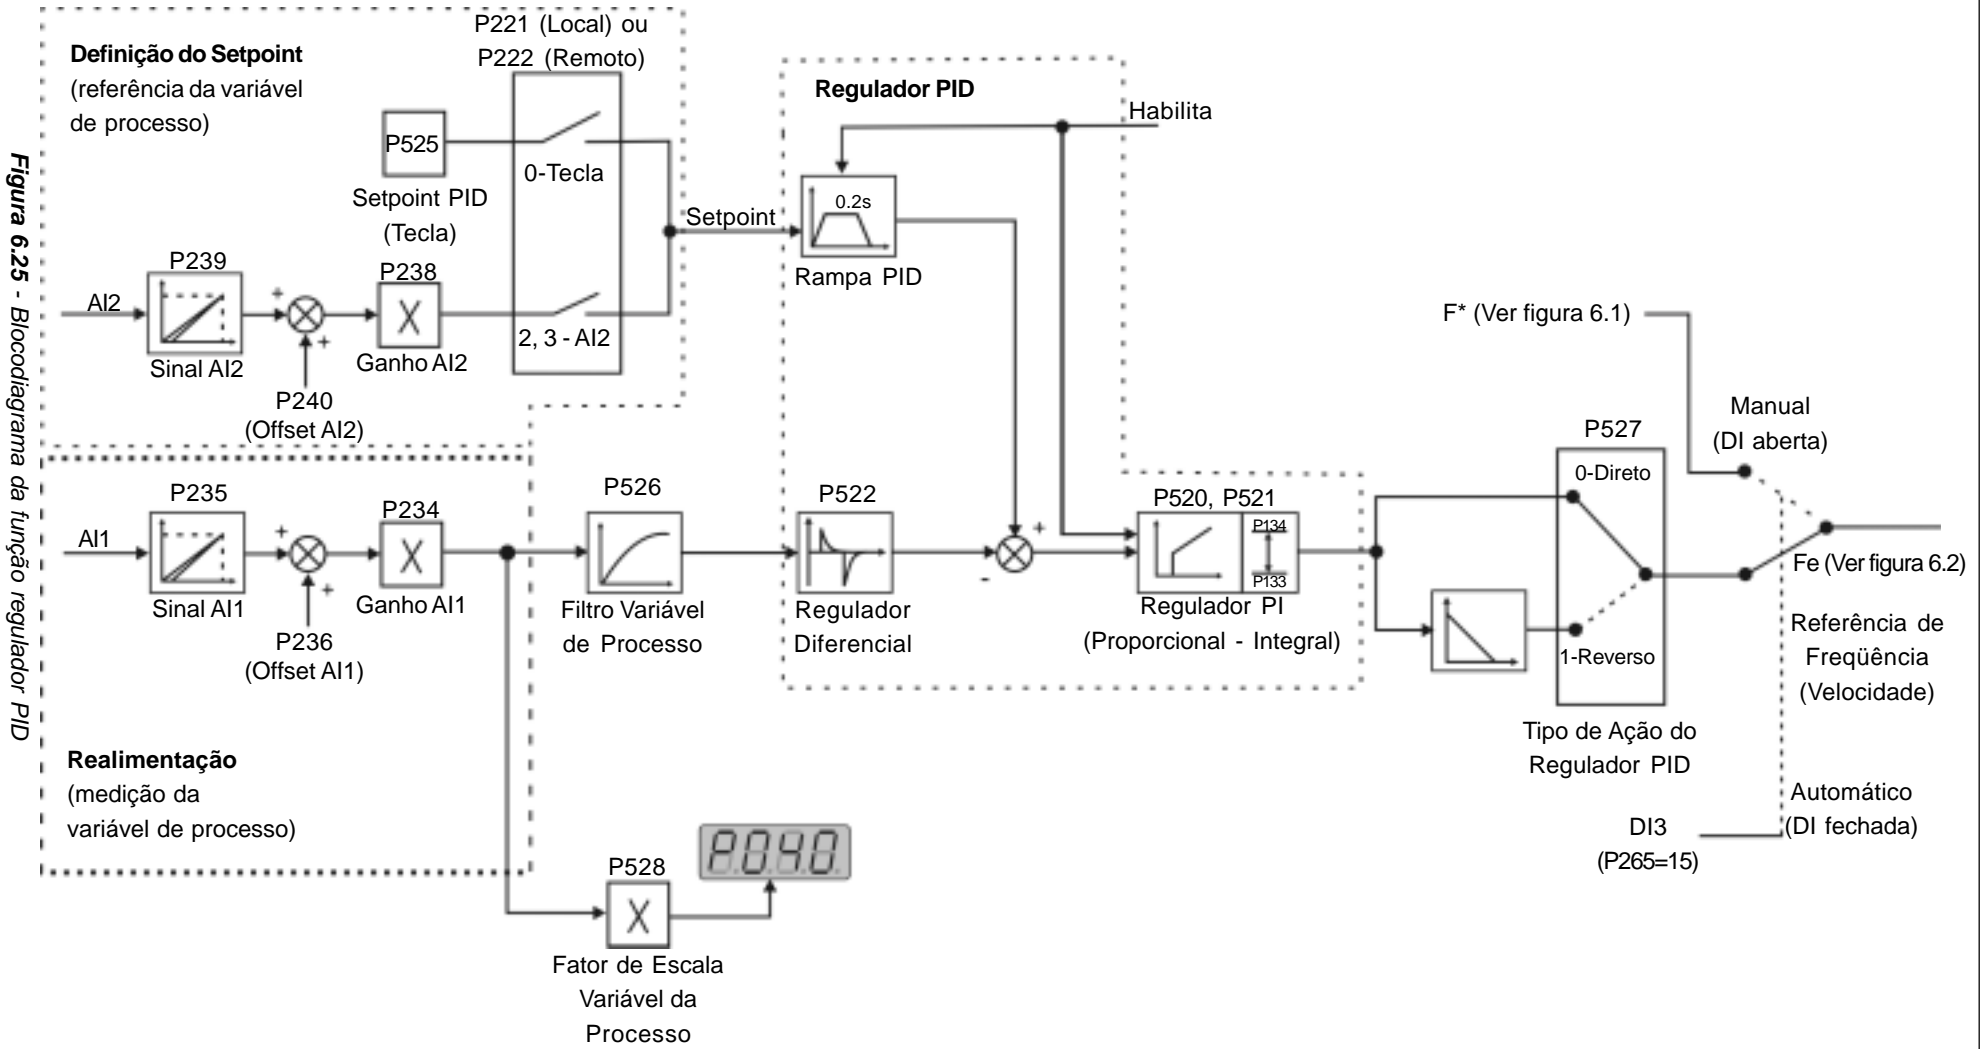 Figura 6.25 - Blocodiagrama da função regulador PID
Definição do Setpoint
(referência da variável
de processo)
P221 (Local) ou
P222 (Remoto)
P525
Setpoint PID
(Tecla)
0-Tecla
2, 3 - AI2
AI2
P239
Sinal AI2
+
+
P240
(Offset AI2)
P238
X
Ganho AI2
Setpoint
Regulador PID
Habilita
0.2s
Rampa PID
AI1
P235
Sinal AI1
+
+
P236
(Offset AI1)
P234
X
Ganho AI1
Realimentação
(medição da
variável de processo)
P526
Filtro Variável
de Processo
P522
Regulador
Diferencial
+
-
P520, P521
P134
P133
Regulador PI
(Proporcional - Integral)
P528
X
Fator de Escala
Variável da
Processo
P.0.4.0.
F* (Ver figura 6.1)
P527
0-Direto
1-Reverso
Tipo de Ação do
Regulador PID
Manual
(DI aberta)
Fe (Ver figura 6.2)
Referência de
Freqüência
(Velocidade)
Automático
(DI fechada)
DI3
(P265=15)